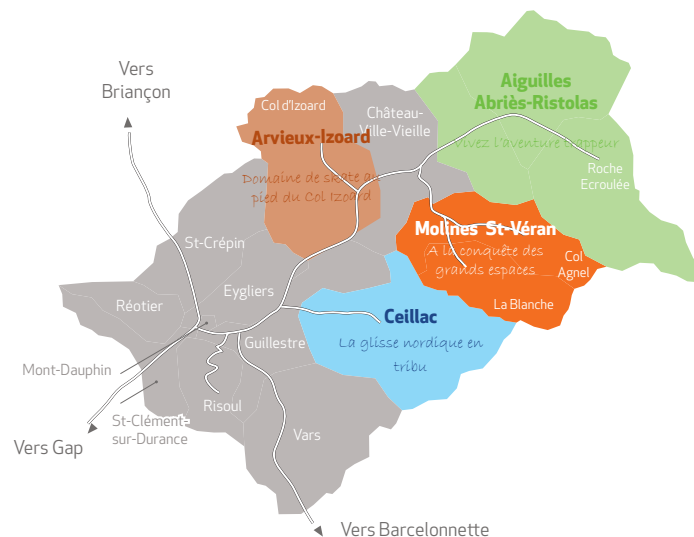 Vers
Briançon
Aiguilles
Abriès-Ristolas
Vivez l'aventure trappeur
Roche
Ecroulée
Col d'Izoard
Arvieux-Izoard
Domaine de skate au
pied du Col Izoard
Château-
Ville-Vieille
Molines St-Véran
A la conquête des
grands espaces
Col
Agnel
La Blanche
St-Crépin
Eygliers
Réotier
Ceillac
La glisse nordique en
tribu
Guillestre
Mont-Dauphin
Risoul
St-Clément-
sur-Durance
Vars
Vers Gap
Vers Barcelonnette